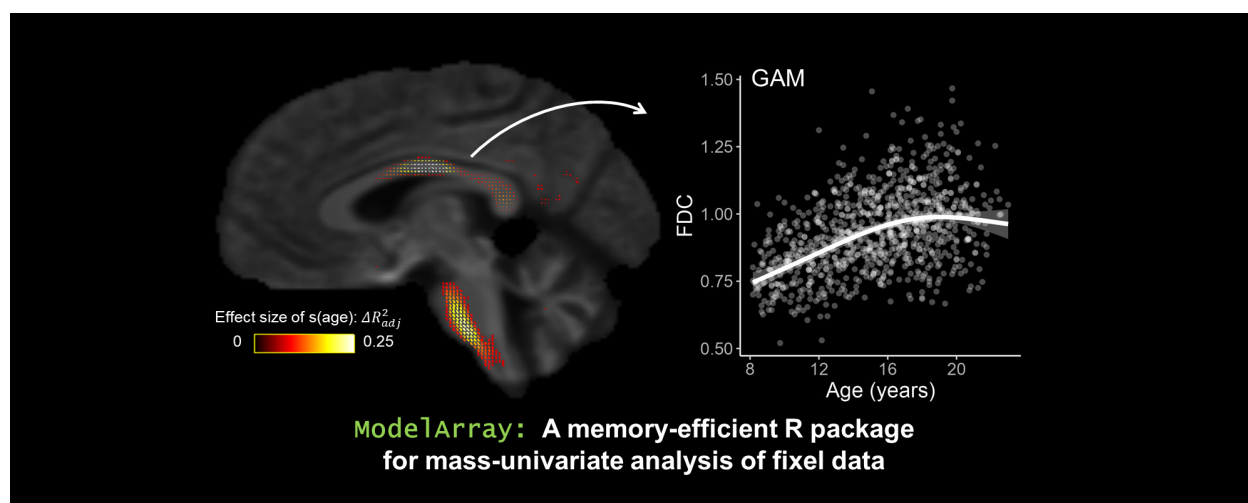 Effect size of s(age): ΔR²adj
0 0.25
GAM
FDC
1.50
1.25
1.00
0.75
0.50
8 12 16 20
Age (years)
ModelArray: A memory-efficient R package
for mass-univariate analysis of fixel data